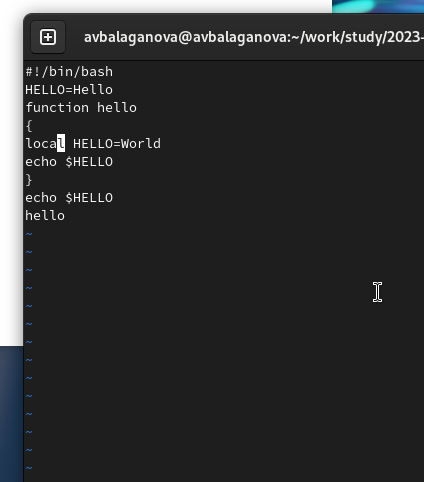 avbalaganova@avbalaganova:~/work/study/2023-
#!/bin/bash
HELLO=Hello
function hello
{
local HELLO=World
echo $HELLO
}
echo $HELLO
hello
~
~
~
~
~
~
~
~
~
~
~
~
~
~